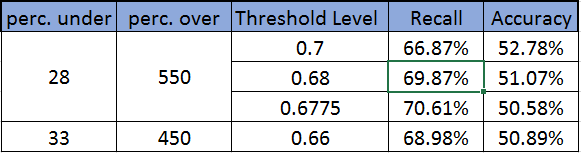 perc. under perc. over Threshold Level Recall Accuracy
0.7 66.87% 52.78%
28 550 0.68 69.87% 51.07%
0.6775 70.61% 50.58%
33 450 0.66 68.98% 50.89%